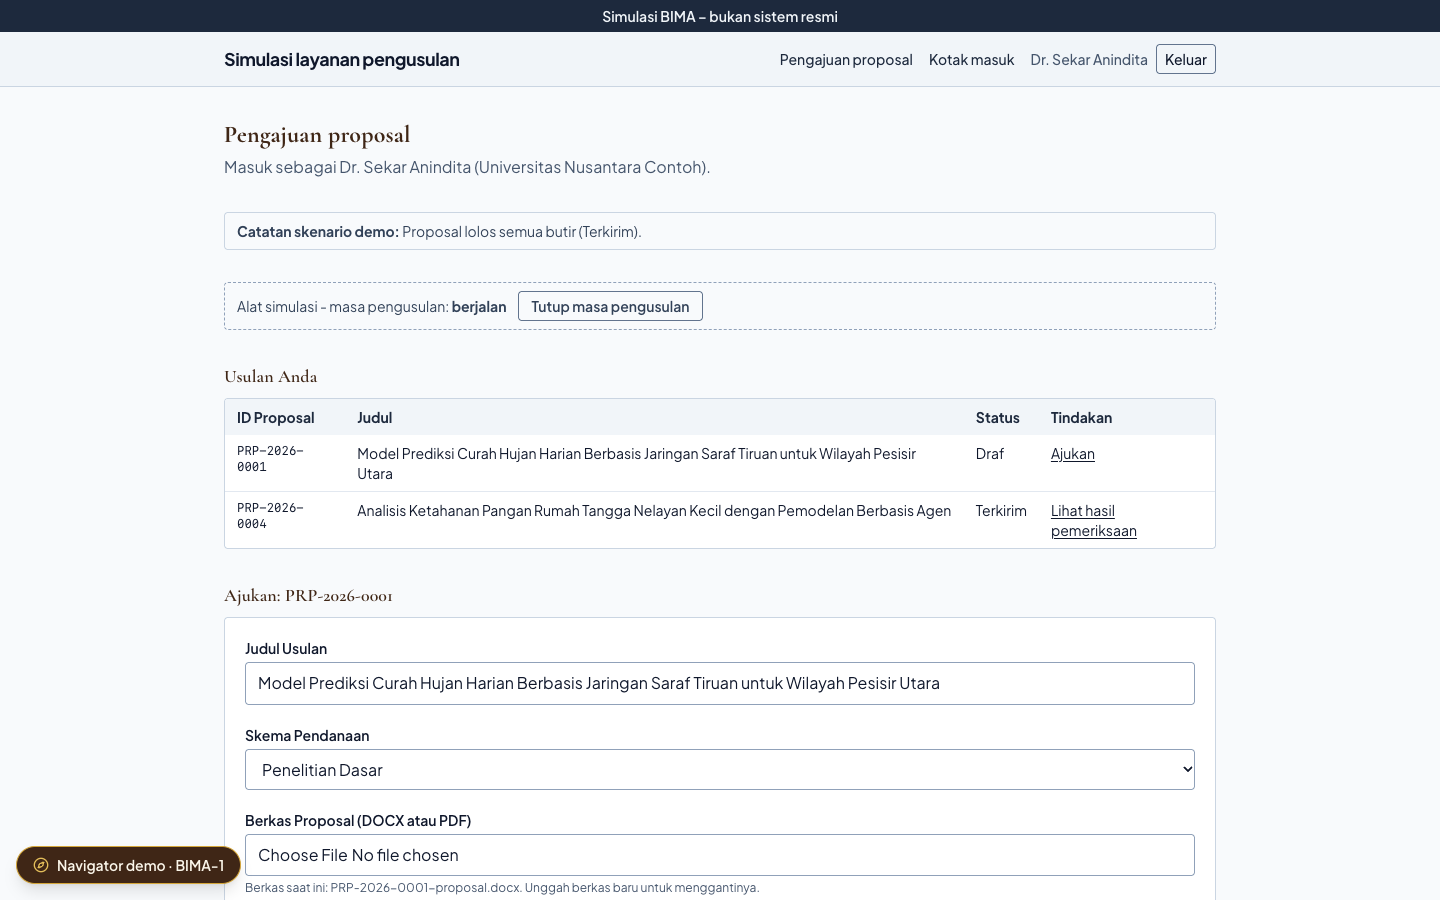 Simulasi BIMA – bukan sistem resmi
Simulasi layanan pengusulan
Pengajuan proposal Kotak masuk Dr. Sekar Anindita Keluar
Pengajuan proposal
Masuk sebagai Dr. Sekar Anindita (Universitas Nusantara Contoh).
Catatan skenario demo: Proposal lolos semua butir (Terkirim).
Alat simulasi - masa pengusulan: berjalan Tutup masa pengusulan
Usulan Anda
ID Proposal Judul Status Tindakan
PRP-2026-0001 Model Prediksi Curah Hujan Harian Berbasis Jaringan Saraf Tiruan untuk Wilayah Pesisir Utara Draf Ajukan
PRP-2026-0004 Analisis Ketahanan Pangan Rumah Tangga Nelayan Kecil dengan Pemodelan Berbasis Agen Terkirim Lihat hasil pemeriksaan
Ajukan: PRP-2026-0001
Judul Usulan
Model Prediksi Curah Hujan Harian Berbasis Jaringan Saraf Tiruan untuk Wilayah Pesisir Utara
Skema Pendanaan
Penelitian Dasar
Berkas Proposal (DOCX atau PDF)
Choose File No file chosen
Berkas saat ini: PRP-2026-0001-proposal.docx. Unggah berkas baru untuk menggantinya.
Navigator demo · BIMA-1